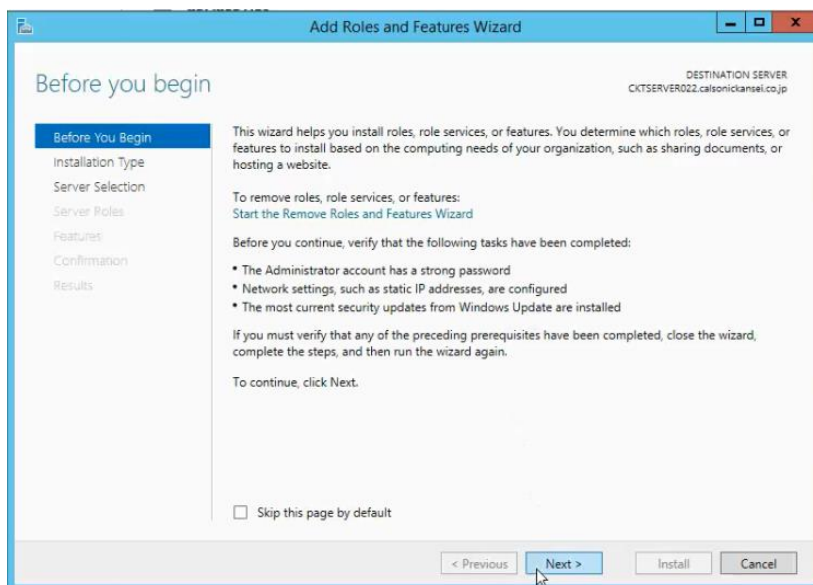 Add Roles and Features Wizard
Before you begin
DESTINATION SERVER
CKTSERVER022.calsonickansei.co.jp
Before You Begin
Installation Type
Server Selection
Server Roles
Features
Confirmation
Results
This wizard helps you install roles, role services, or features. You determine which roles, role services, or
features to install based on the computing needs of your organization, such as sharing documents, or
hosting a website.
To remove roles, role services, or features:
Start the Remove Roles and Features Wizard
Before you continue, verify that the following tasks have been completed:
• The Administrator account has a strong password
• Network settings, such as static IP addresses, are configured
• The most current security updates from Windows Update are installed
If you must verify that any of the preceding prerequisites have been completed, close the wizard,
complete the steps, and then run the wizard again.
To continue, click Next.
Skip this page by default
< Previous
Next >
Install
Cancel